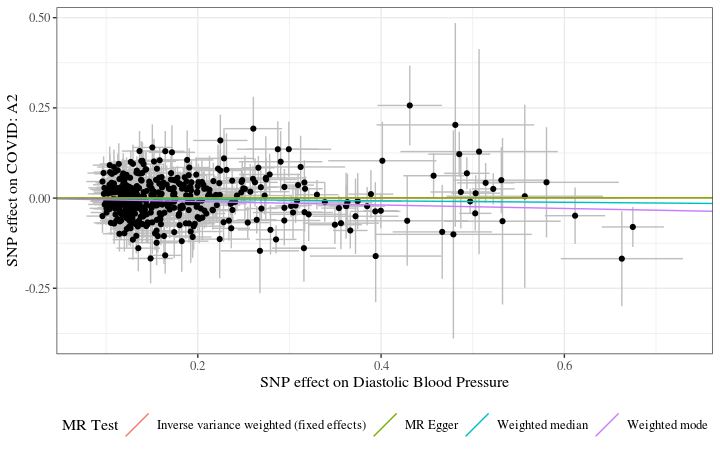 0.50
0.25
0.00
-0.25
SNP effect on COVID: A2
0.2 0.4 0.6
SNP effect on Diastolic Blood Pressure
MR Test Inverse variance weighted (fixed effects) MR Egger Weighted median Weighted mode